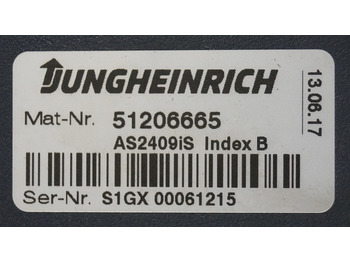 JUNGHEINRICH
Mat-Nr. 51206665
AS2409iS Index B
Ser-Nr. S1GX 00061215
13.06.17